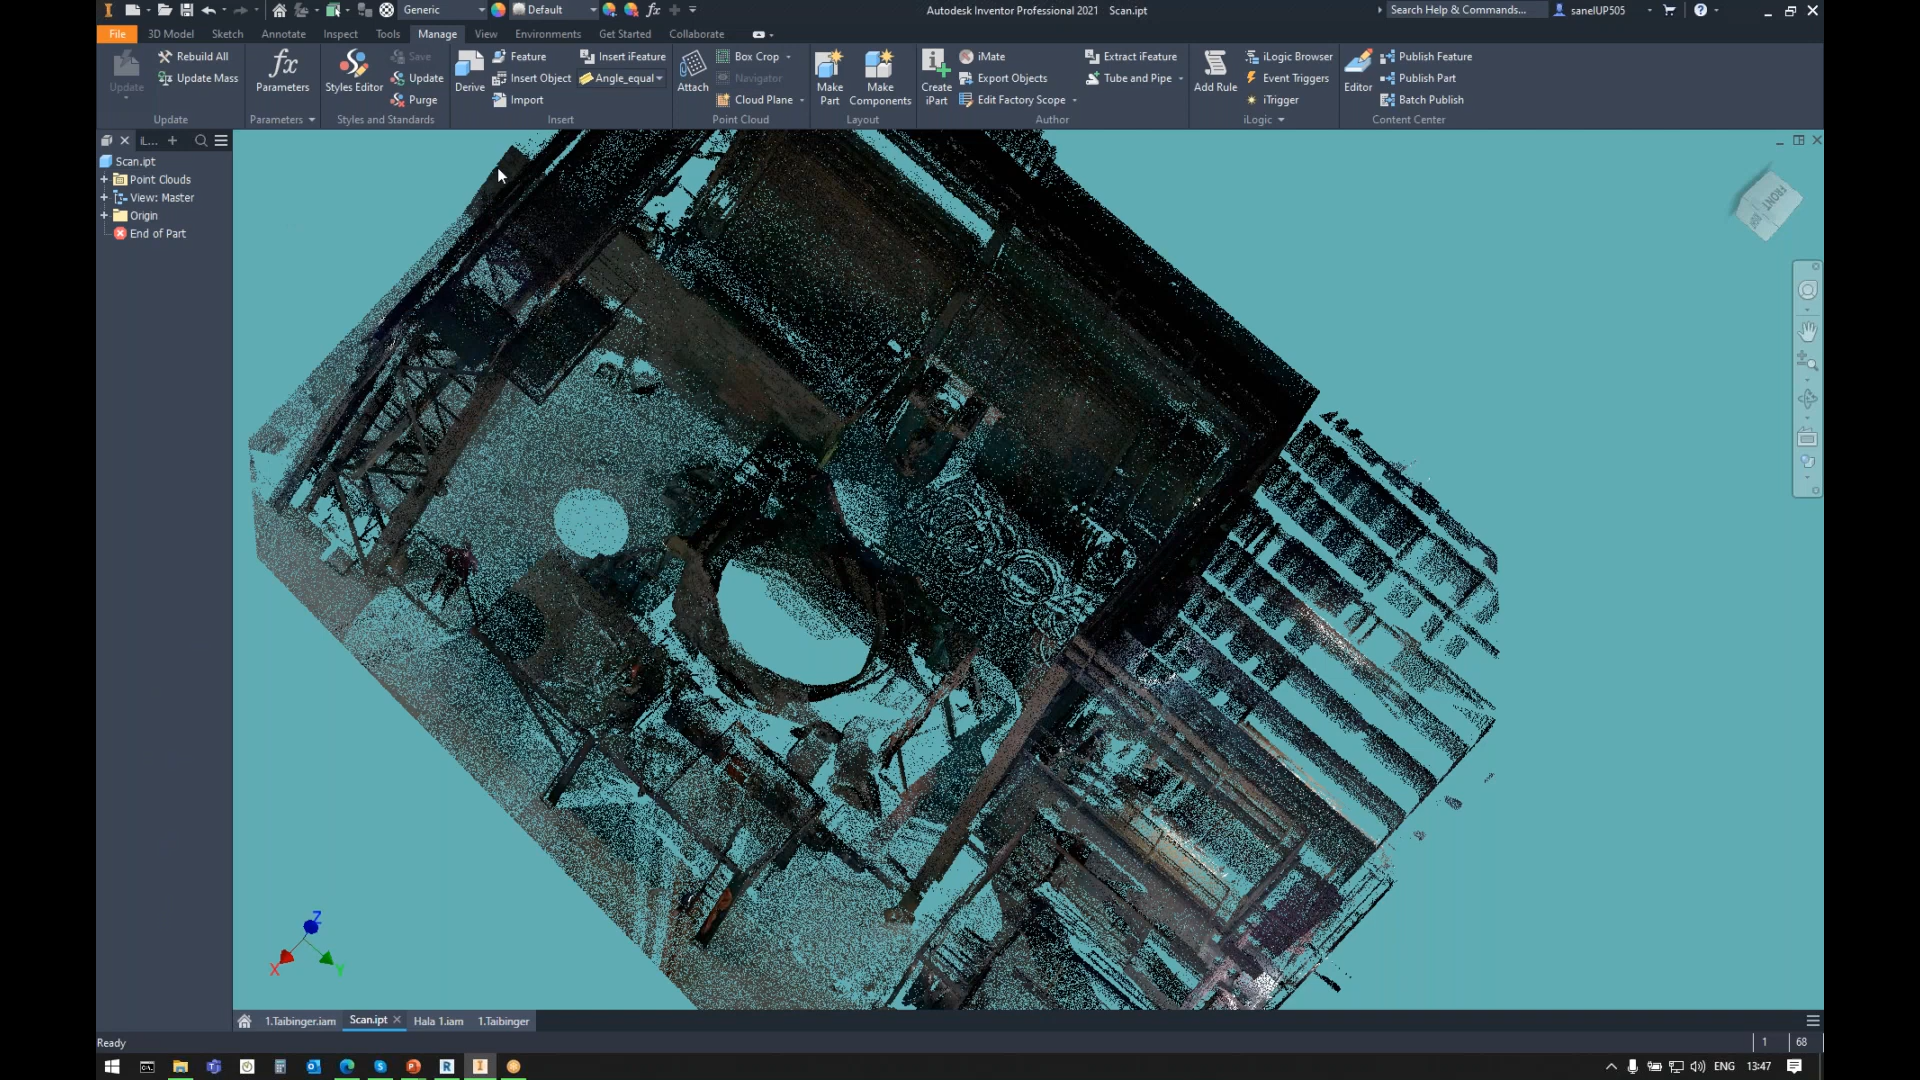 Generic
Default
fx
Autodesk Inventor Professional 2021 Scan.ipt
Search Help & Commands...
sanelUP505
File 3D Model Sketch Annotate Inspect Tools Manage View Environments Get Started Collaborate
Update
Rebuild All
Update Mass
Update
fx
Parameters
Parameters
Styles Editor
Save
Update
Purge
Styles and Standards
Derive
Feature
Insert Object
Import
Insert iFeature
Angle_equal
Insert
Attach
Box Crop
Navigator
Cloud Plane
Point Cloud
Make Part
Make Components
Layout
Create iPart
iMate
Export Objects
Edit Factory Scope
Extract iFeature
Tube and Pipe
Author
Add Rule
iLogic Browser
Event Triggers
iTrigger
iLogic
Editor
Publish Feature
Publish Part
Batch Publish
Content Center
iL...
Scan.ipt
Point Clouds
View: Master
Origin
End of Part
FRONT
Z
X
Y
1.Taibinger.iam Scan.ipt Hala 1.iam 1.Taibinger
Ready
1 68
ENG 13:47